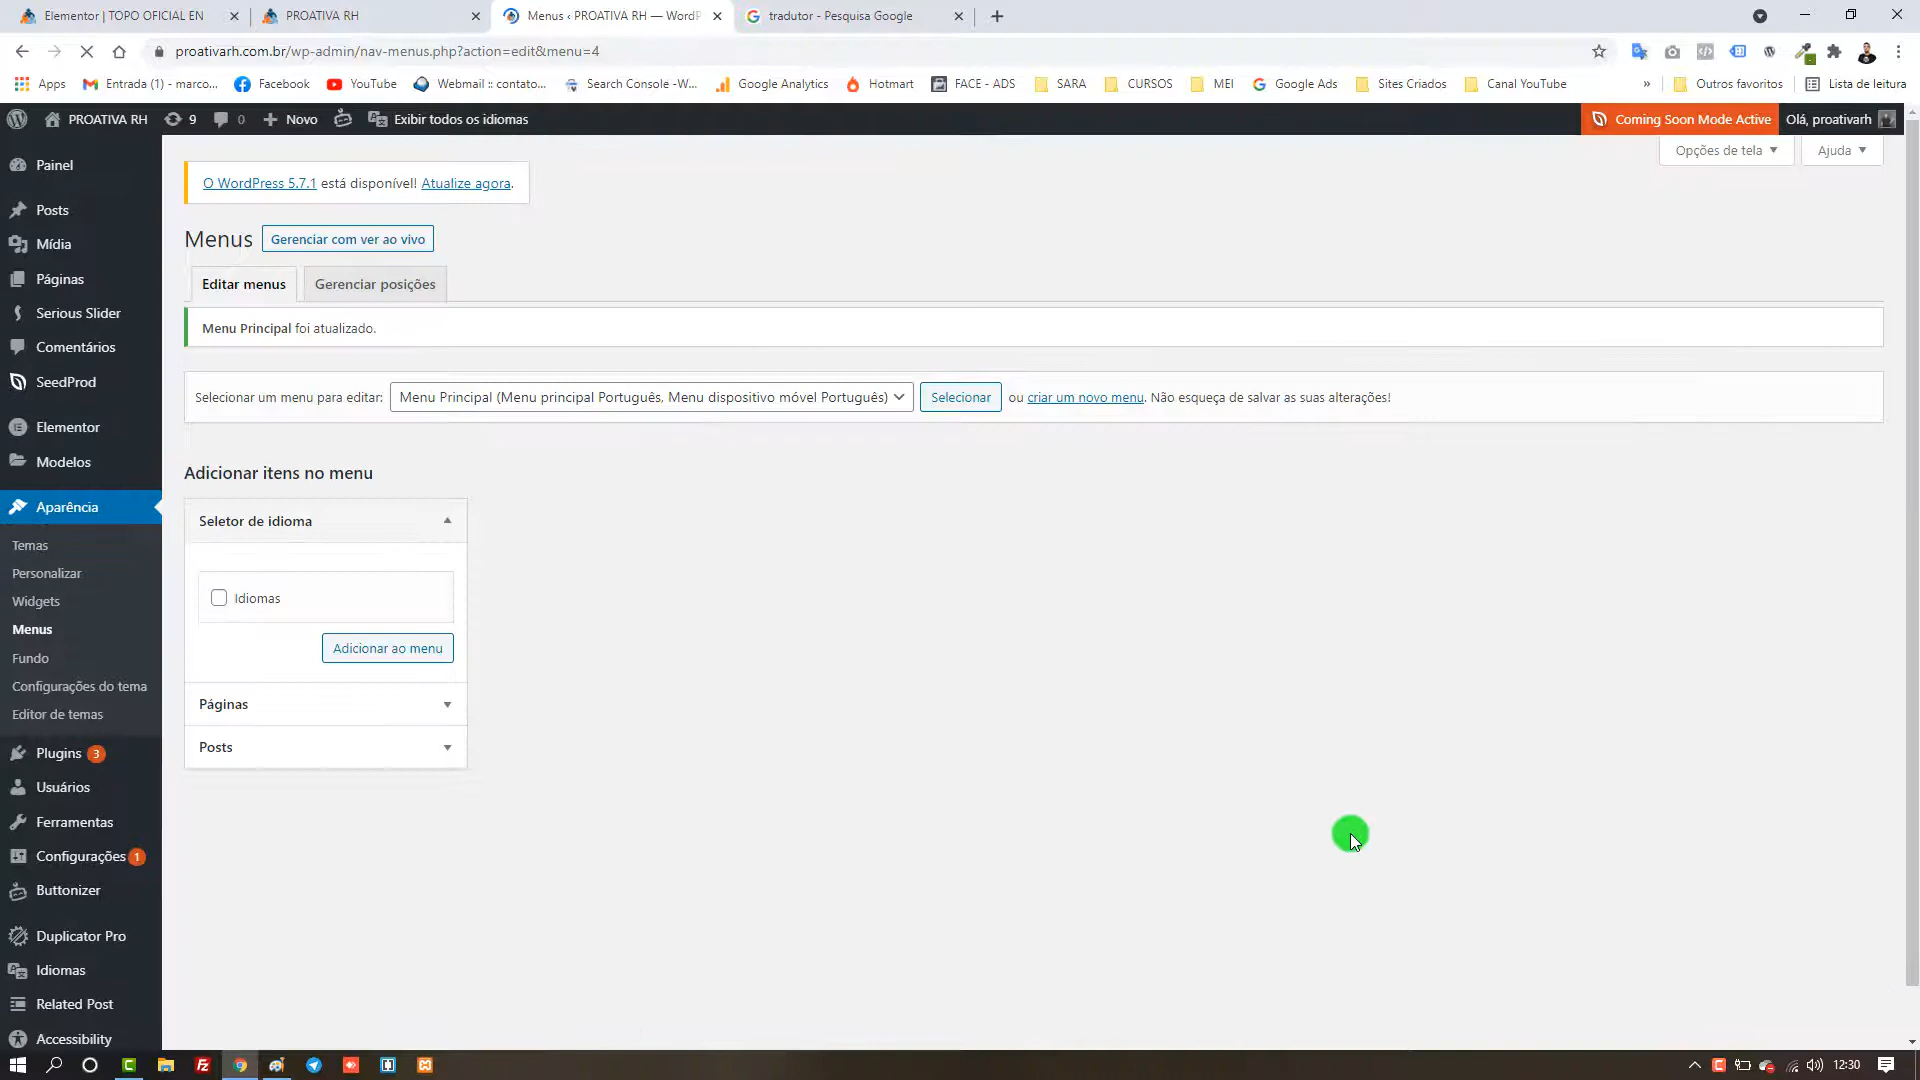 Elementor | TOPO OFICIAL EN
PROATIVA RH
Menus ‹ PROATIVA RH — WordP
tradutor - Pesquisa Google
proativarh.com.br/wp-admin/nav-menus.php?action=edit&menu=4
Apps
Entrada (1) - marco...
Facebook
YouTube
Webmail :: contato...
Search Console -W...
Google Analytics
Hotmart
FACE - ADS
SARA
CURSOS
MEI
Google Ads
Sites Criados
Canal YouTube
»
Outros favoritos
Lista de leitura
PROATIVA RH
9
0
Novo
Exibir todos os idiomas
Coming Soon Mode Active
Olá, proativarh
Opções de tela
Ajuda
O WordPress 5.7.1 está disponível! Atualize agora.
Menus
Gerenciar com ver ao vivo
Editar menus
Gerenciar posições
Menu Principal foi atualizado.
Selecionar um menu para editar:
Menu Principal (Menu principal Português, Menu dispositivo móvel Português)
Selecionar
ou criar um novo menu. Não esqueça de salvar as suas alterações!
Adicionar itens no menu
Seletor de idioma
Idiomas
Adicionar ao menu
Páginas
Posts
Painel
Posts
Mídia
Páginas
Serious Slider
Comentários
SeedProd
Elementor
Modelos
Aparência
Temas
Personalizar
Widgets
Menus
Fundo
Configurações do tema
Editor de temas
Plugins 3
Usuários
Ferramentas
Configurações 1
Buttonizer
Duplicator Pro
Idiomas
Related Post
Accessibility
12:30